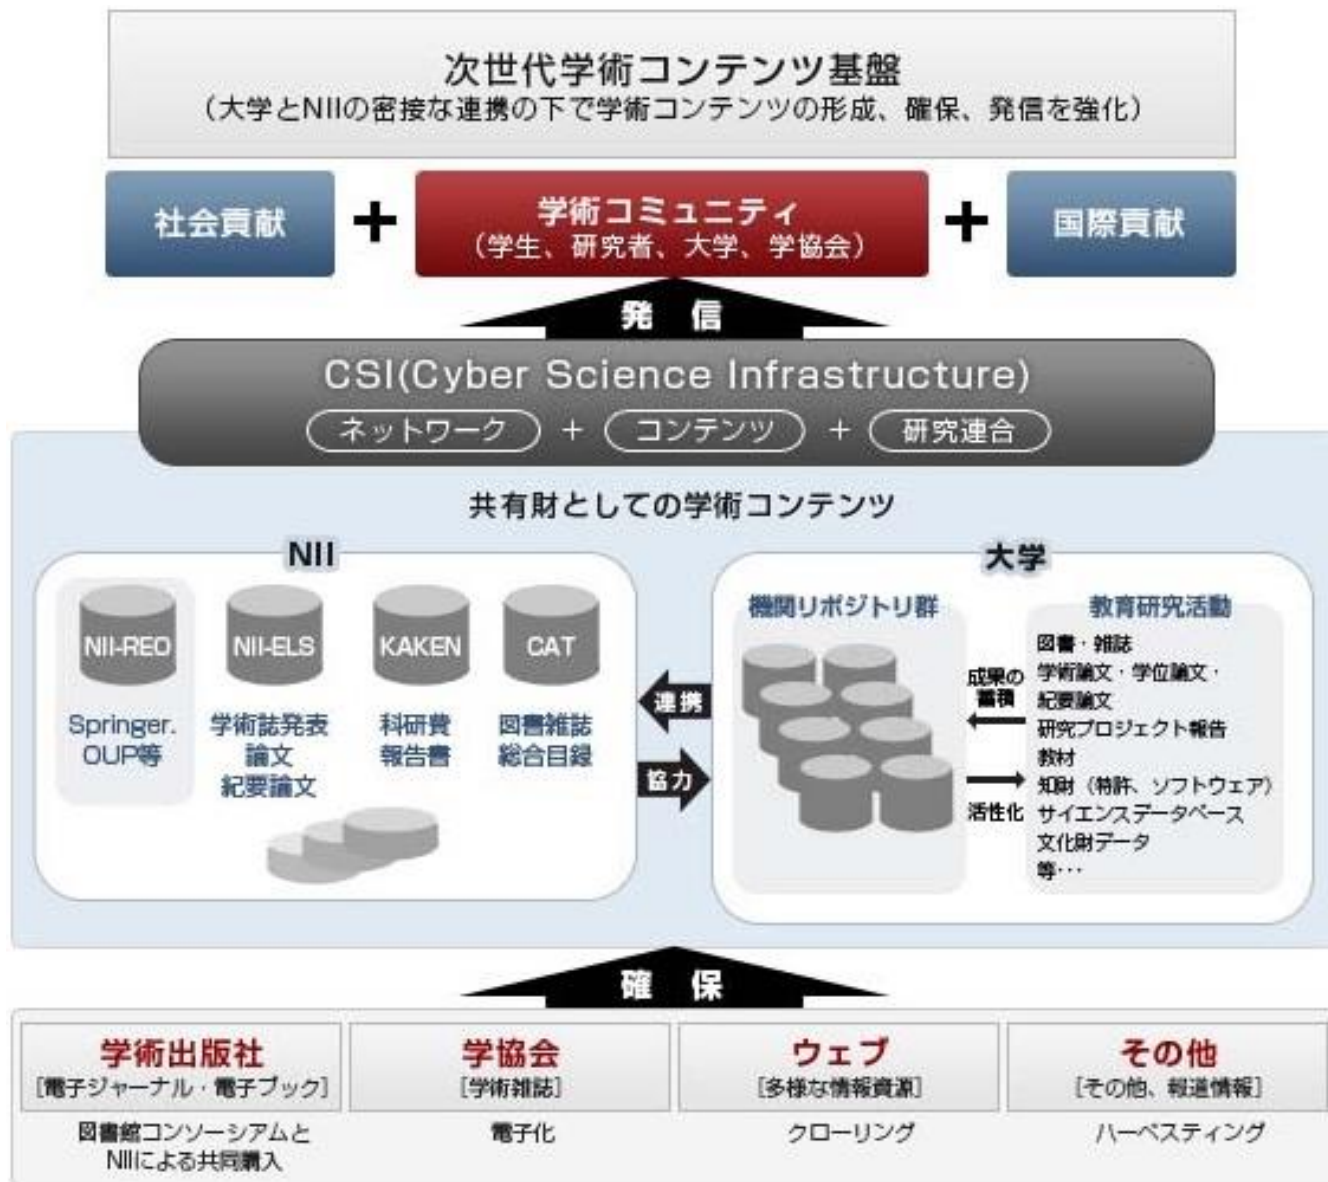 次世代学術コンテンツ基盤
（大学とNIIの密接な連携の下で学術コンテンツの形成、確保、発信を強化）
社会貢献
+
学術コミュニティ
（学生、研究者、大学、学協会）
+
国際貢献
発 信
CSI(Cyber Science Infrastructure)
ネットワーク + コンテンツ + 研究連合
共有財としての学術コンテンツ
NII
NII-REO
NII-ELS
KAKEN
CAT
Springer.
OUP等
学術誌発表
論文
紀要論文
科研費
報告書
図書雑誌
総合目録
連携
協力
大学
機関リポジトリ群
成果の
蓄積
活性化
教育研究活動
図書・雑誌
学術論文・学位論文・
紀要論文
研究プロジェクト報告
教材
知財（特許、ソフトウェア）
サイエンスデータベース
文化財データ
等･･･
確 保
学術出版社
［電子ジャーナル・電子ブック］
図書館コンソーシアムと
NIIによる共同購入
学協会
［学術雑誌］
電子化
ウェブ
［多様な情報資源］
クローリング
その他
［その他、報道情報］
ハーベスティング